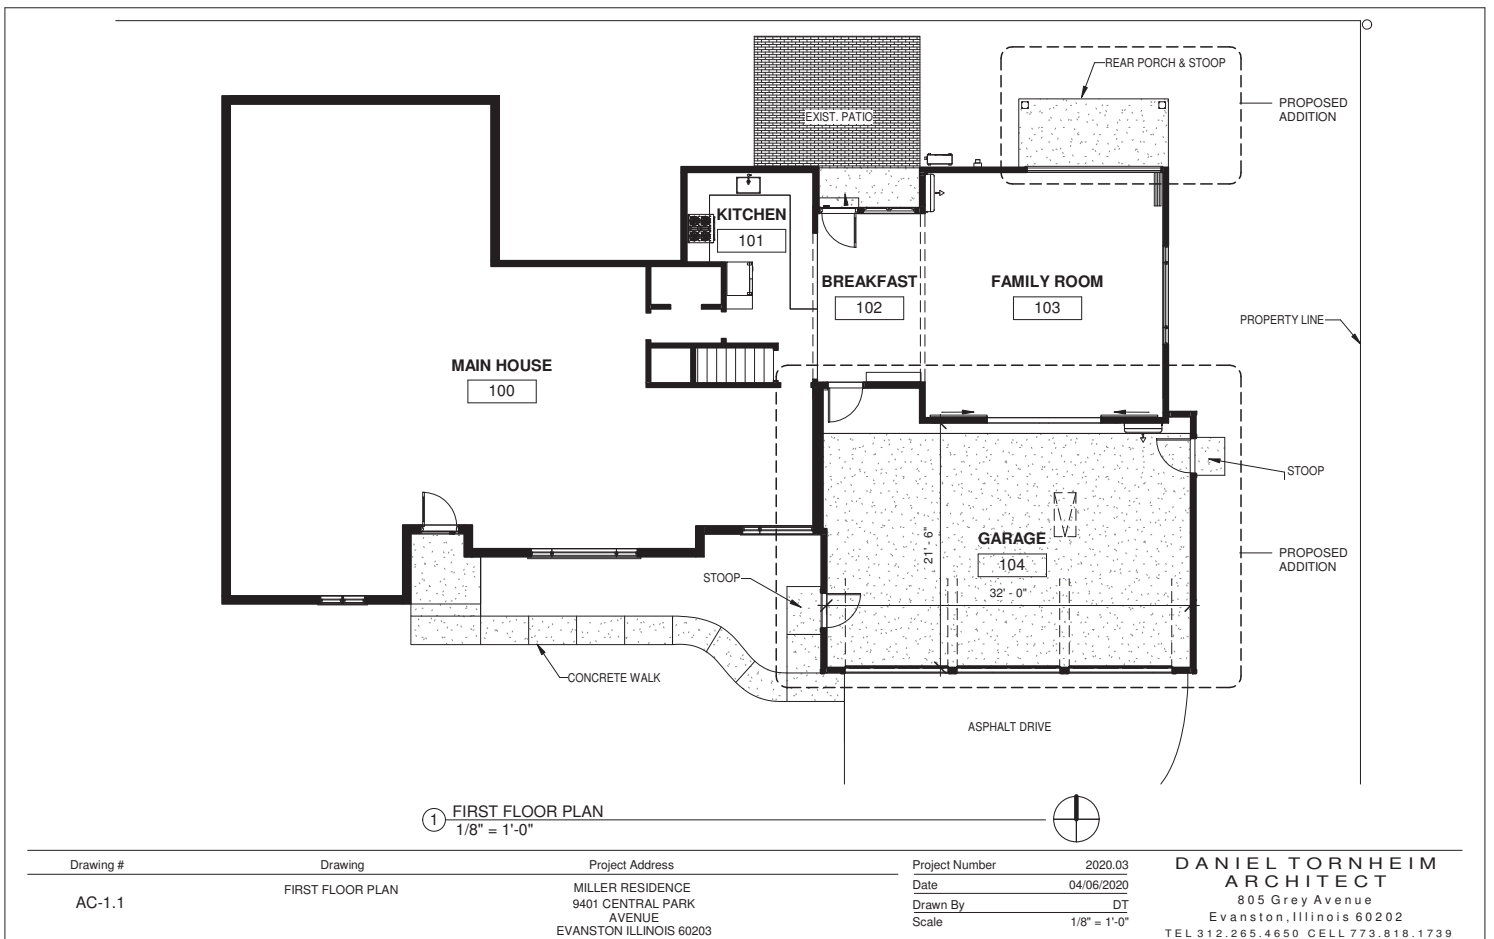 REAR PORCH & STOOP
PROPOSED
ADDITION
EXIST. PATIO
KITCHEN
101
BREAKFAST
102
FAMILY ROOM
103
PROPERTY LINE
MAIN HOUSE
100
STOOP
GARAGE
104
21' - 6"
32' - 0"
PROPOSED
ADDITION
STOOP
CONCRETE WALK
ASPHALT DRIVE
1
FIRST FLOOR PLAN
1/8" = 1'-0"
Drawing #
AC-1.1
Drawing
FIRST FLOOR PLAN
Project Address
MILLER RESIDENCE
9401 CENTRAL PARK
AVENUE
EVANSTON ILLINOIS 60203
Project Number 2020.03
Date 04/06/2020
Drawn By DT
Scale 1/8" = 1'-0"
DANIEL TORNHEIM
ARCHITECT
805 Grey Avenue
Evanston, Illinois 60202
TEL 312.265.4650 CELL 773.818.1739